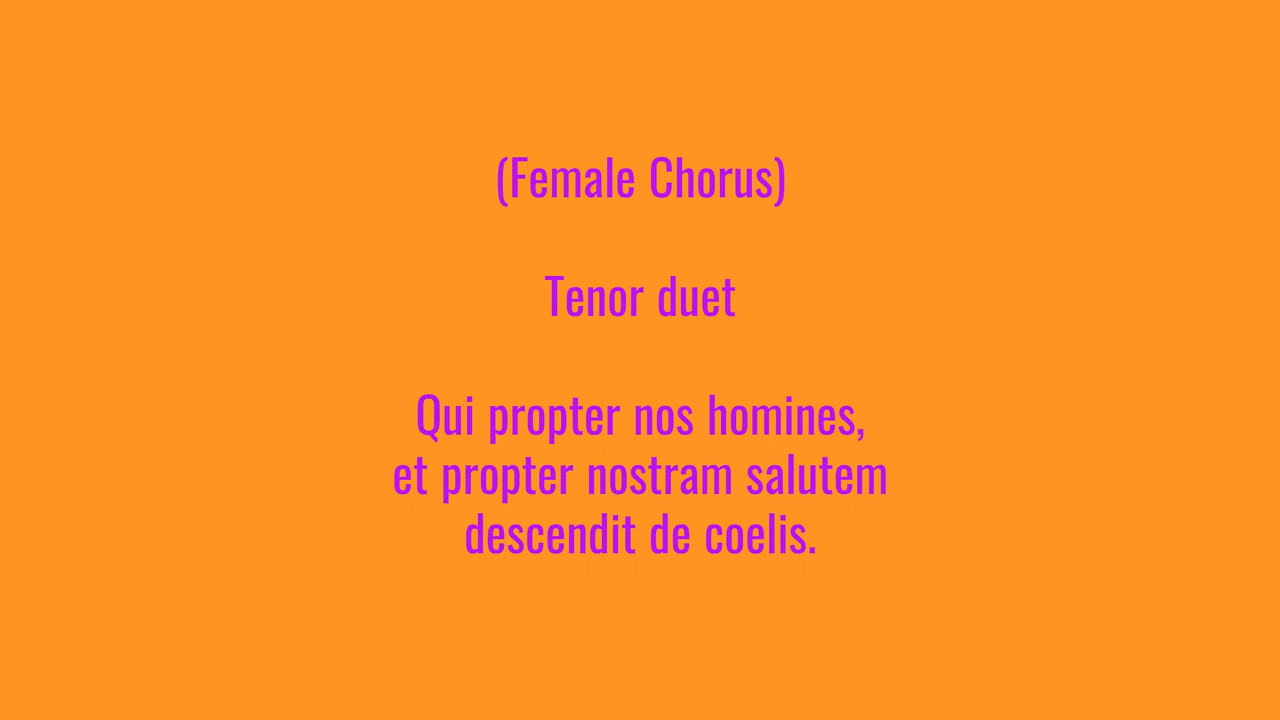 (Female Chorus)
Tenor duet
Qui propter nos homines,
et propter nostram salutem
descendit de coelis.